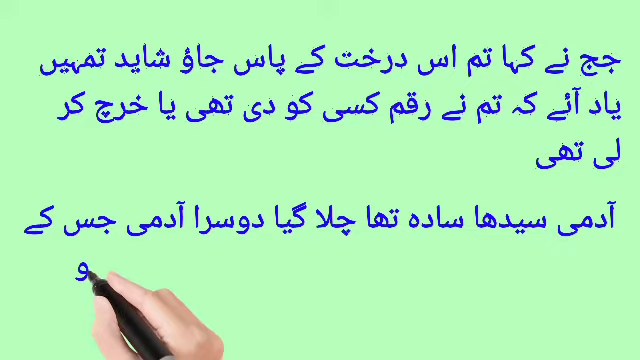 جج نے کہا تم اس درخت کے پاس جاؤ شاید تمہیں
یاد آئے کہ تم نے رقم کسی کو دی تھی یا خرچ کر
لی تھی
آدمی سیدھا سادہ تھا چلا گیا دوسرا آدمی جس کے
و